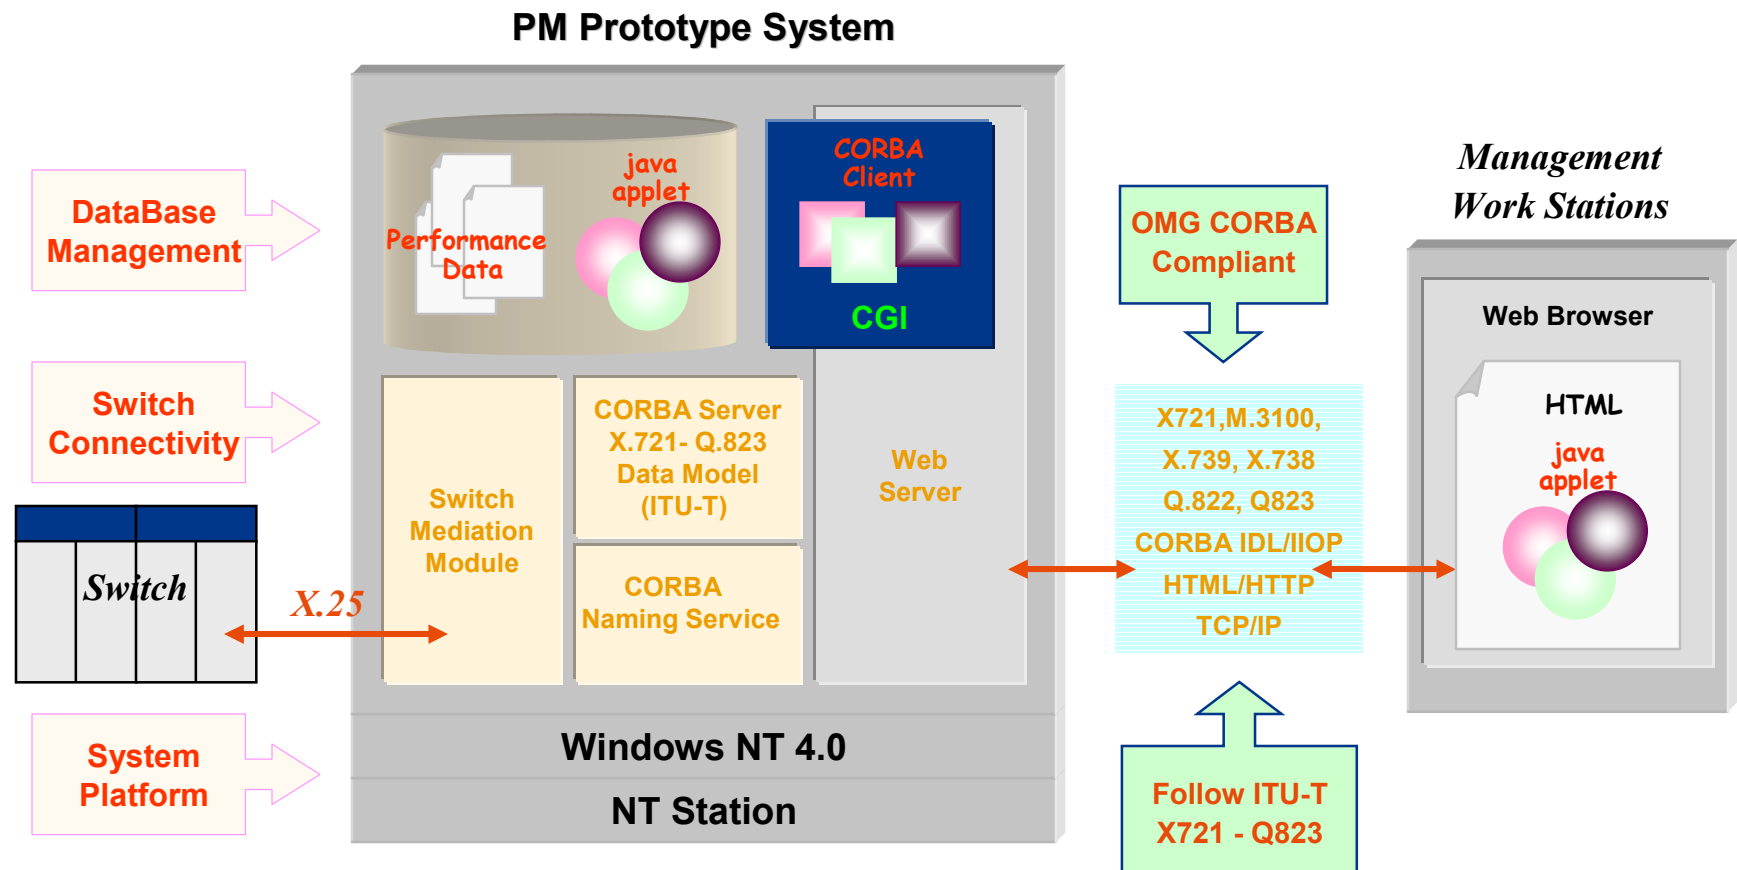 PM Prototype System
DataBase
Management
Switch
Connectivity
Switch
X.25
System
Platform
Performance
Data
java
applet
CORBA
Client
CGI
Switch
Mediation
Module
CORBA Server
X.721- Q.823
Data Model
(ITU-T)
CORBA
Naming Service
Web
Server
Windows NT 4.0
NT Station
OMG CORBA
Compliant
X721,M.3100,
X.739, X.738
Q.822, Q823
CORBA IDL/IIOP
HTML/HTTP
TCP/IP
Follow ITU-T
X721 - Q823
Management
Work Stations
Web Browser
HTML
java
applet